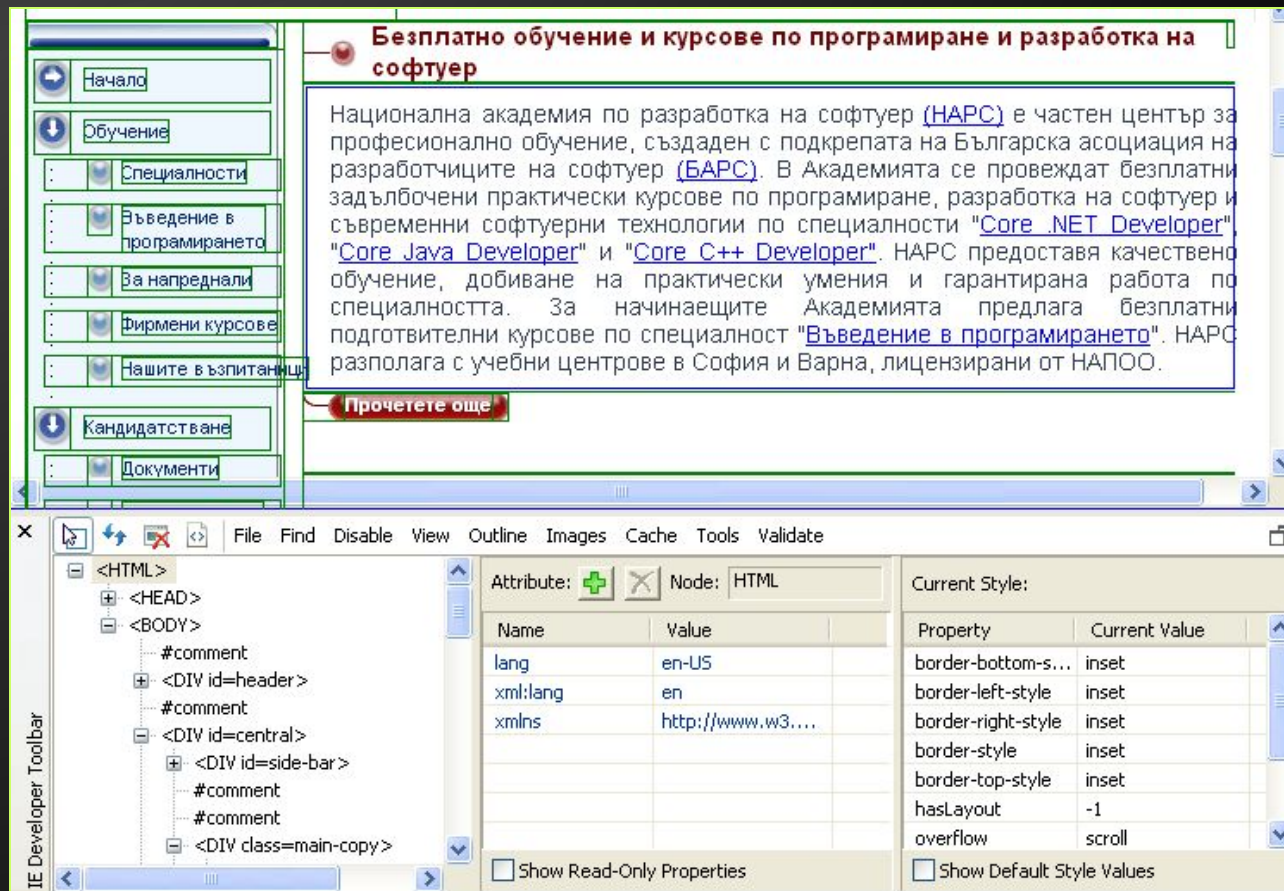 Безплатно обучение и курсове по програмиране и разработка на
софтуер
Начало
Обучение
Специалности
Въведение в
програмирането
За напреднали
Фирмени курсове
Нашите възпитаници
Кандидатстване
Документи
Национална академия по разработка на софтуер (НАРС) е частен център за
професионално обучение, създаден с подкрепата на Българска асоциация на
разработчиците на софтуер (БАРС). В Академията се провеждат безплатни
задълбочени практически курсове по програмиране, разработка на софтуер и
съвременни софтуерни технологии по специалности "Core .NET Developer",
"Core Java Developer" и "Core C++ Developer". НАРС предоставя качествено
обучение, добиване на практически умения и гарантирана работа по
специалността. За начинаещите Академията предлага безплатни
подготвителни курсове по специалност "Въведение в програмирането". НАРС
разполага с учебни центрове в София и Варна, лицензирани от НАПОО.
Прочетете още
File Find Disable View Outline Images Cache Tools Validate
IE Developer Toolbar
<HTML>
<HEAD>
<BODY>
#comment
<DIV id=header>
#comment
<DIV id=central>
<DIV id=side-bar>
#comment
#comment
<DIV class=main-copy>
Attribute: Node: HTML
Name Value
lang en-US
xml:lang en
xmlns http://www.w3....
Show Read-Only Properties
Current Style:
Property Current Value
border-bottom-s... inset
border-left-style inset
border-right-style inset
border-style inset
border-top-style inset
hasLayout -1
overflow scroll
Show Default Style Values